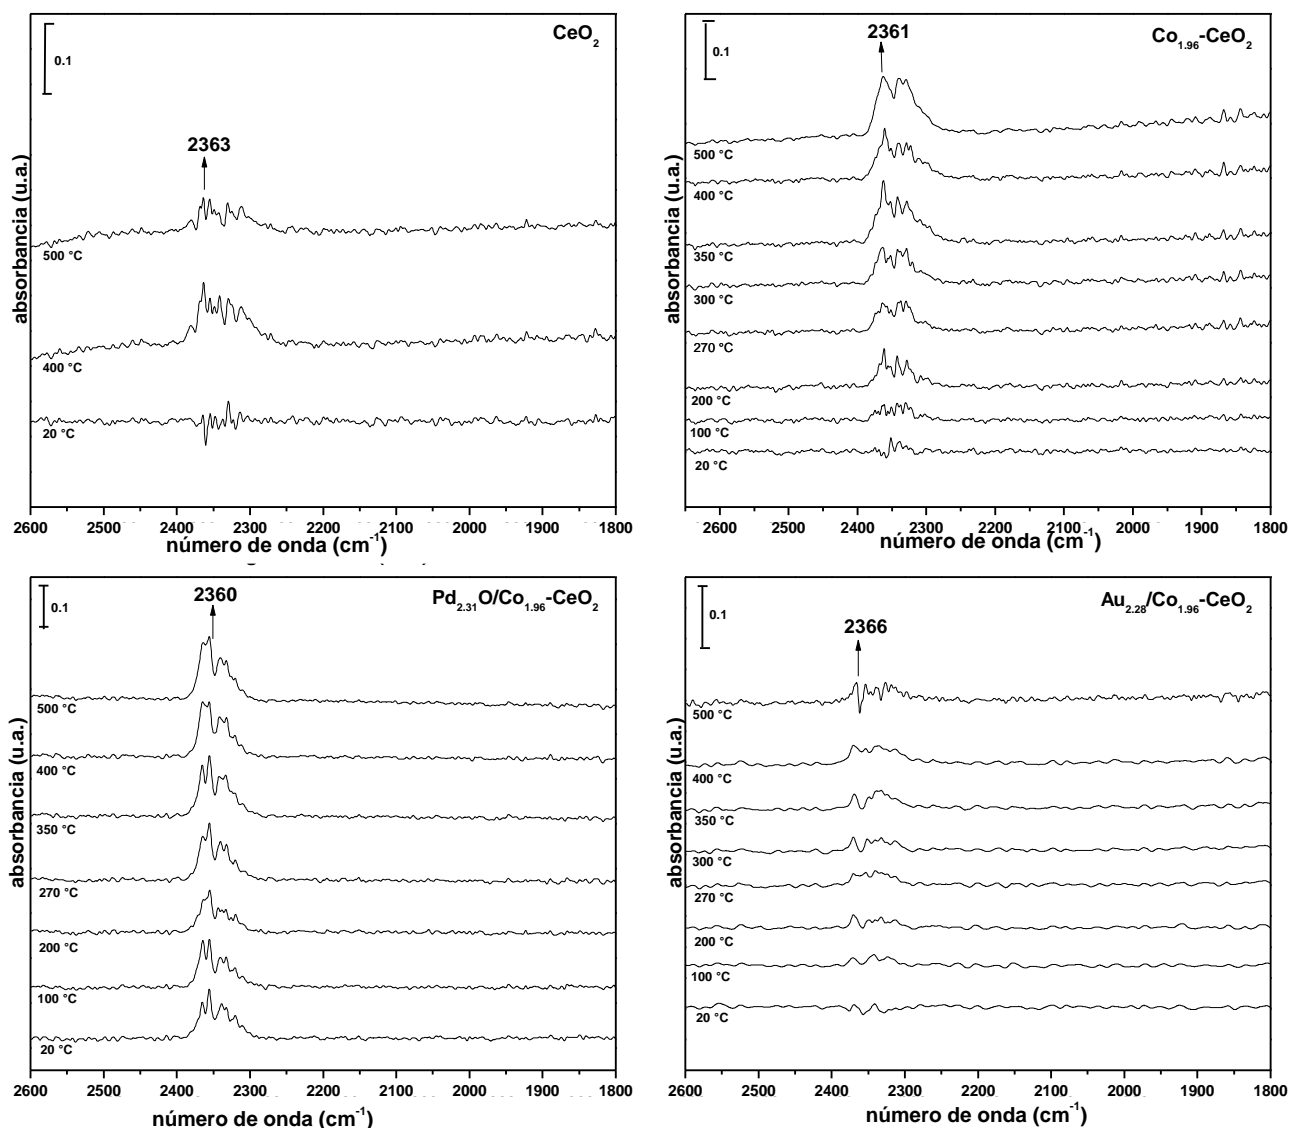 CeO2
0.1
2363
absorbancia (u.a.)
500 °C
400 °C
20 °C
2600 2500 2400 2300 2200 2100 2000 1900 1800
número de onda (cm-1)
Co1.96-CeO2
0.1
2361
absorbancia (u.a.)
500 °C
400 °C
350 °C
300 °C
270 °C
200 °C
100 °C
20 °C
2600 2500 2400 2300 2200 2100 2000 1900 1800
número de onda (cm-1)
Pd2.31O/Co1.96-CeO2
0.1
2360
absorbancia (u.a.)
500 °C
400 °C
350 °C
270 °C
200 °C
100 °C
20 °C
2600 2500 2400 2300 2200 2100 2000 1900 1800
número de onda (cm-1)
Au2.28/Co1.96-CeO2
0.1
2366
absorbancia (u.a.)
500 °C
400 °C
350 °C
300 °C
270 °C
200 °C
100 °C
20 °C
2600 2500 2400 2300 2200 2100 2000 1900 1800
número de onda (cm-1)